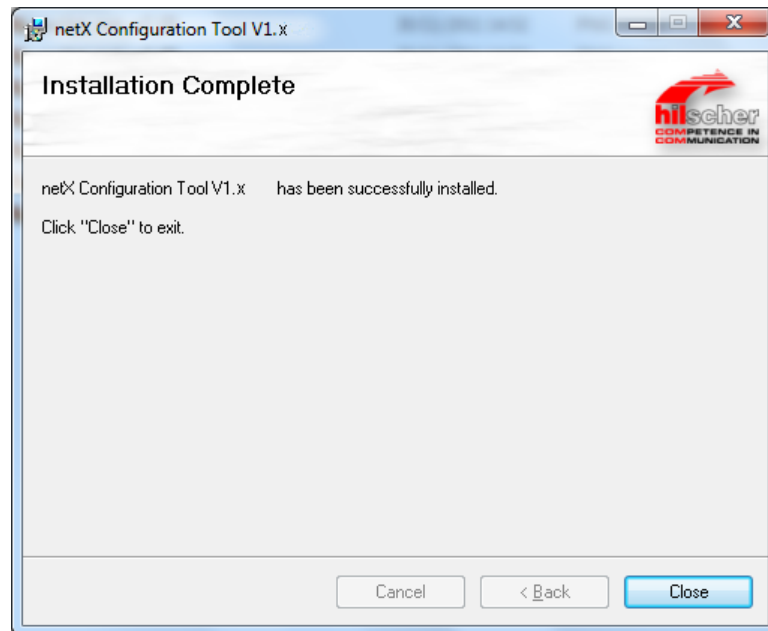 netX Configuration Tool V1.x
Installation Complete
hilscher
COMPETENCE IN
COMMUNICATION
netX Configuration Tool V1.x has been successfully installed.
Click "Close" to exit.
Cancel
< Back
Close